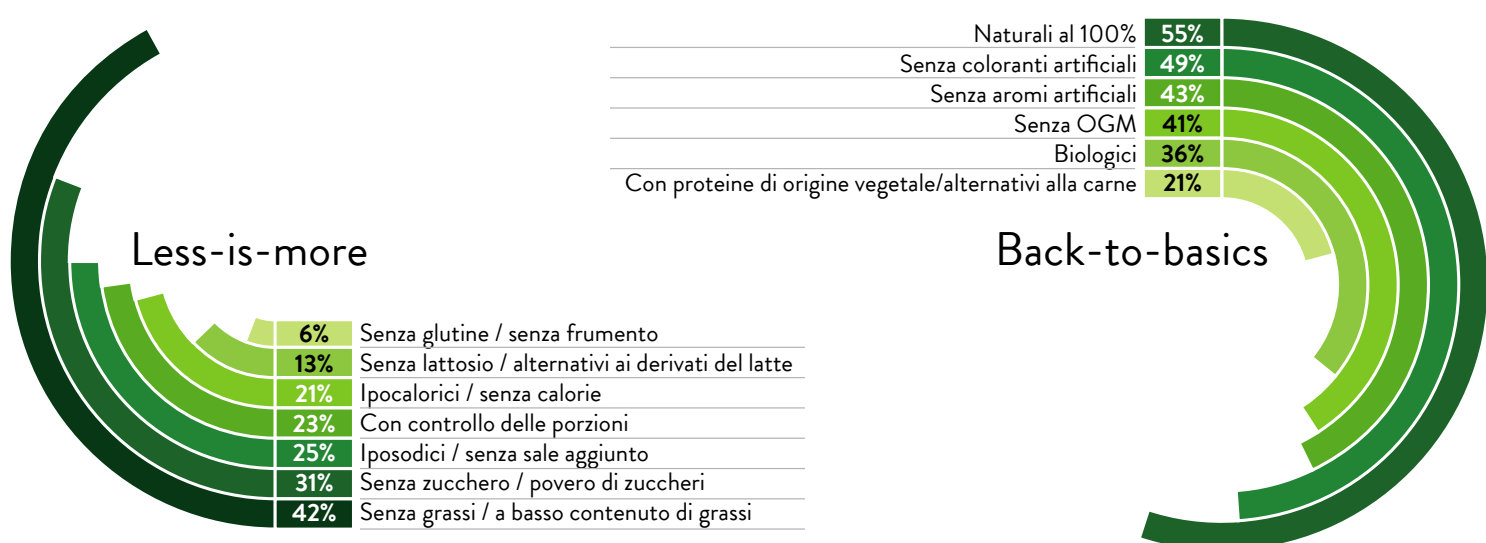 Naturali al 100% 55%
Senza coloranti artificiali 49%
Senza aromi artificiali 43%
Senza OGM 41%
Biologici 36%
Con proteine di origine vegetale/alternativi alla carne 21%
Less-is-more
Back-to-basics
6% Senza glutine / senza frumento
13% Senza lattosio / alternativi ai derivati del latte
21% Ipocalorici / senza calorie
23% Con controllo delle porzioni
25% Iposodici / senza sale aggiunto
31% Senza zucchero / povero di zuccheri
42% Senza grassi / a basso contenuto di grassi